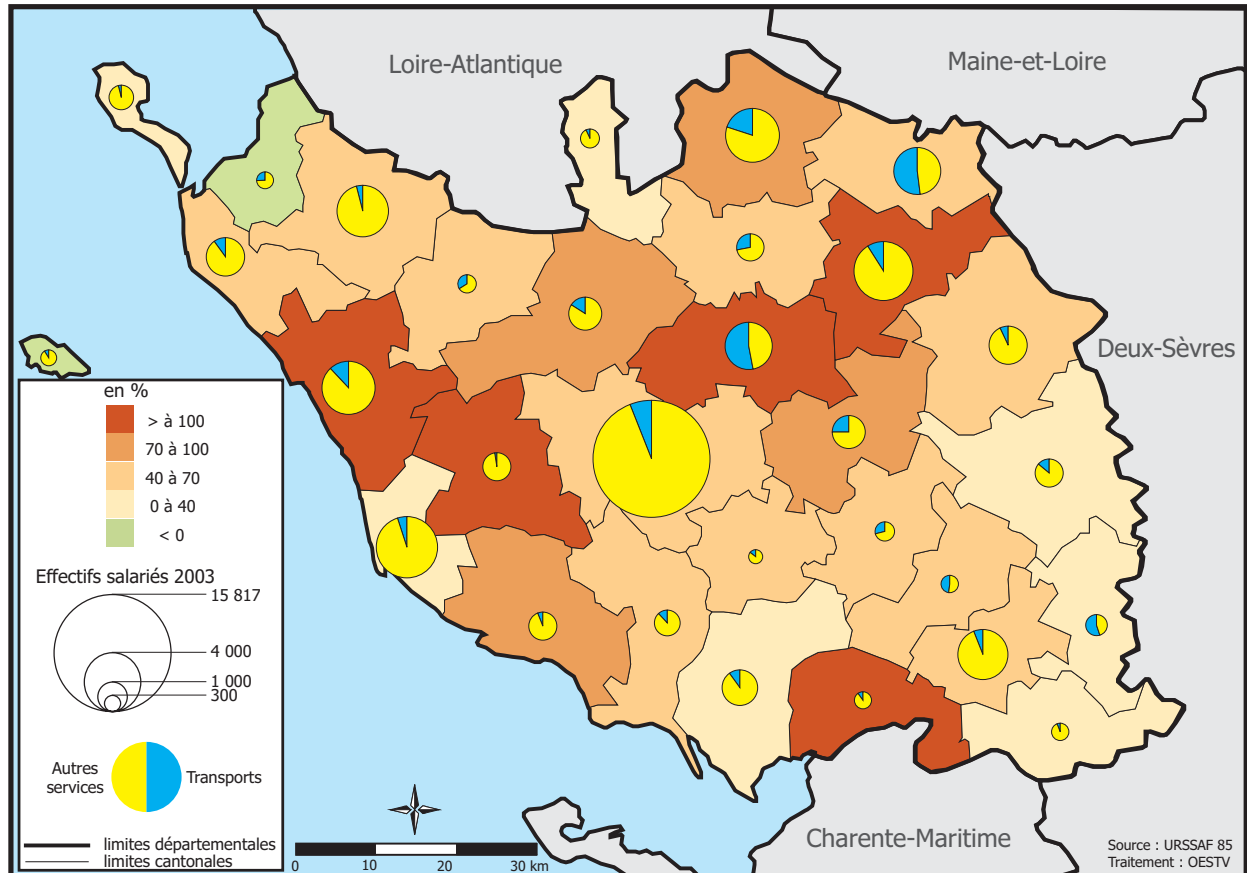 Loire-Atlantique
Maine-et-Loire
Deux-Sèvres
Charente-Maritime
en %
> à 100
70 à 100
40 à 70
0 à 40
< 0
Effectifs salariés 2003
15 817
4 000
1 000
300
Autres
services
Transports
limites départementales
limites cantonales
0 10 20 30 km
Source : URSSAF 85
Traitement : OESTV